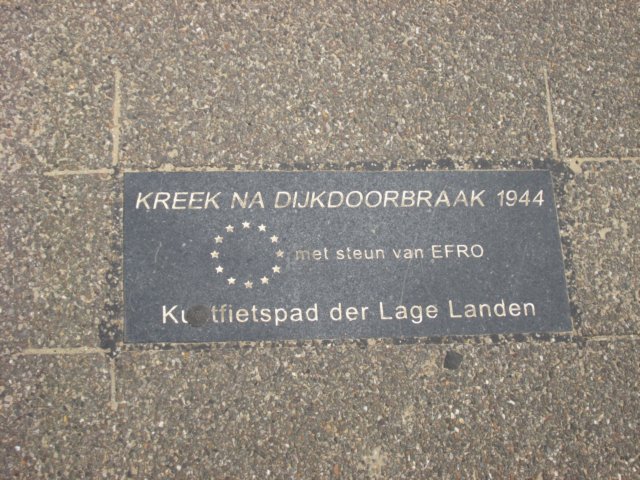 KREEK NA DIJKDOORBRAAK 1944
met steun van EFRO
der Lage Landen